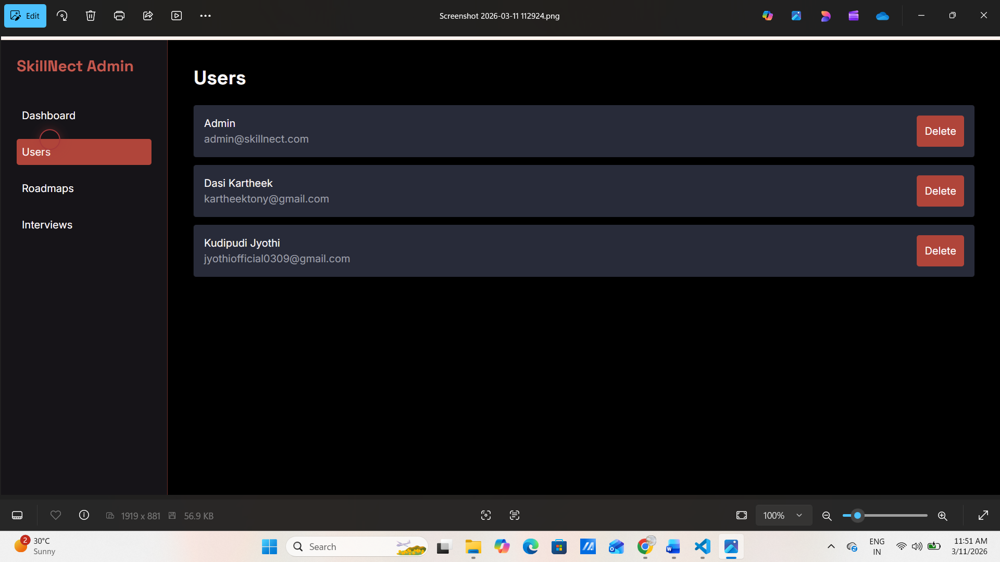 Edit
Screenshot 2026-03-11 112924.png
SkillNect Admin
Dashboard
Users
Roadmaps
Interviews
Users
Admin
admin@skillnect.com
Delete
Dasi Kartheek
kartheektony@gmail.com
Delete
Kudipudi Jyothi
jyothiofficial0309@gmail.com
Delete
1919 x 881
56.9 KB
100%
2
30°C
Sunny
Search
ENG
IN
11:51 AM
3/11/2026